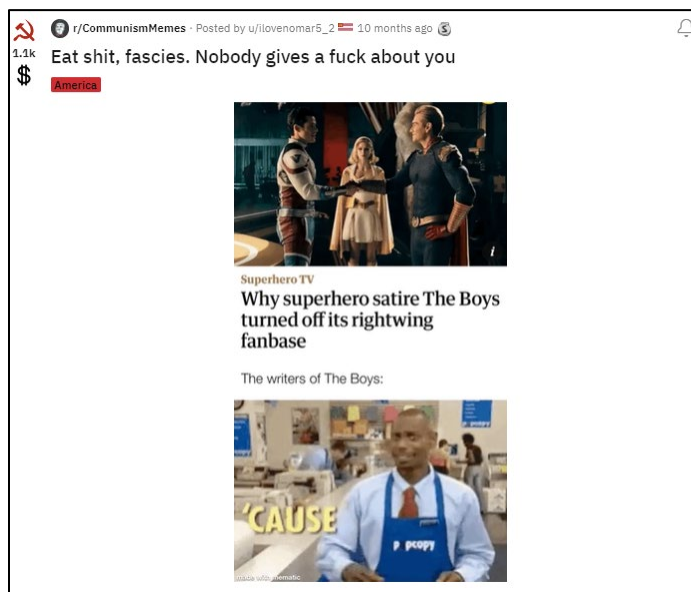 r/CommunismMemes · Posted by u/ilovenomar5_2 10 months ago
1.1k
Eat shit, fascies. Nobody gives a fuck about you
America
Superhero TV
Why superhero satire The Boys
turned off its rightwing
fanbase
The writers of The Boys:
'CAUSE
P pcopy
made with mematic